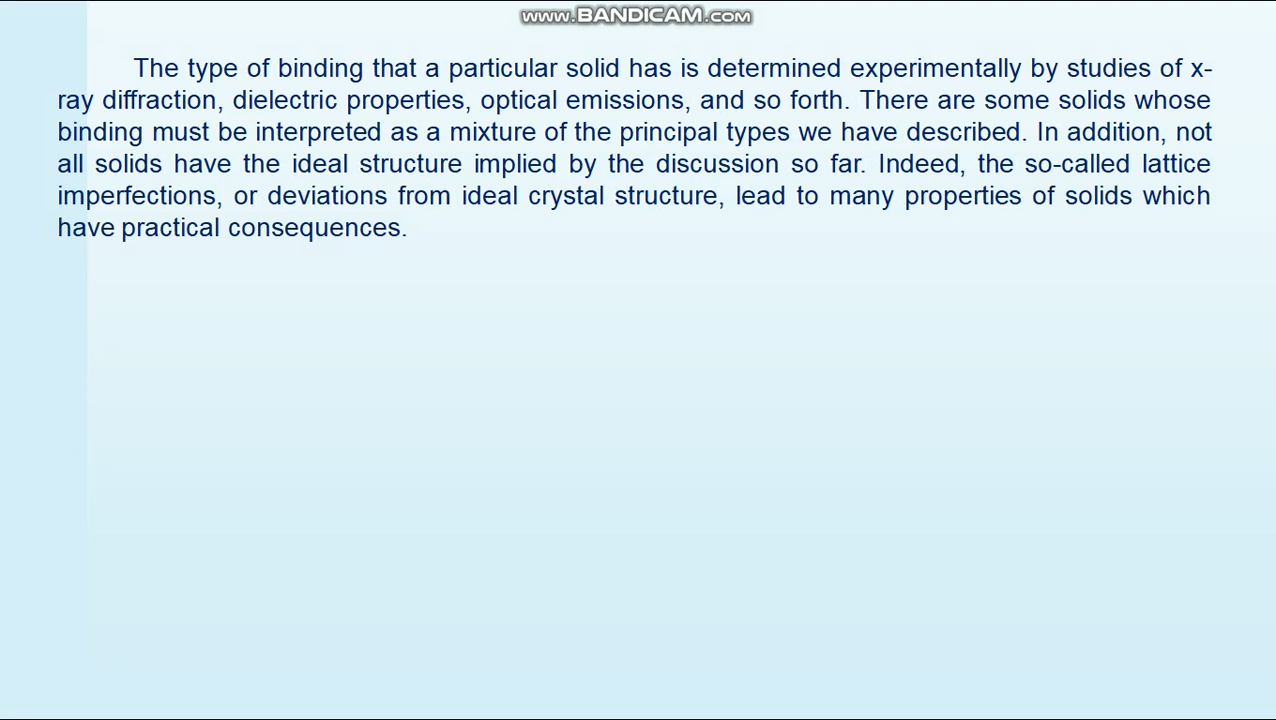 www.BANDICAM.com
The type of binding that a particular solid has is determined experimentally by studies of x-
ray diffraction, dielectric properties, optical emissions, and so forth. There are some solids whose
binding must be interpreted as a mixture of the principal types we have described. In addition, not
all solids have the ideal structure implied by the discussion so far. Indeed, the so-called lattice
imperfections, or deviations from ideal crystal structure, lead to many properties of solids which
have practical consequences.